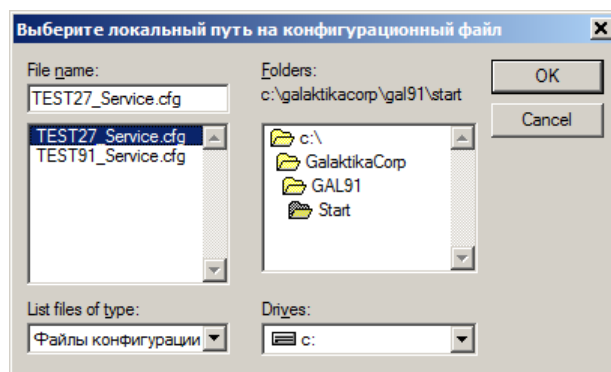 Выберите локальный путь на конфигурационный файл
File name:
TEST27_Service.cfg
TEST27_Service.cfg
TEST91_Service.cfg
List files of type:
Файлы конфигурации
Folders:
c:\galaktikacorp\gal91\start
c:\
GalaktikaCorp
GAL91
Start
Drives:
c:
OK
Cancel